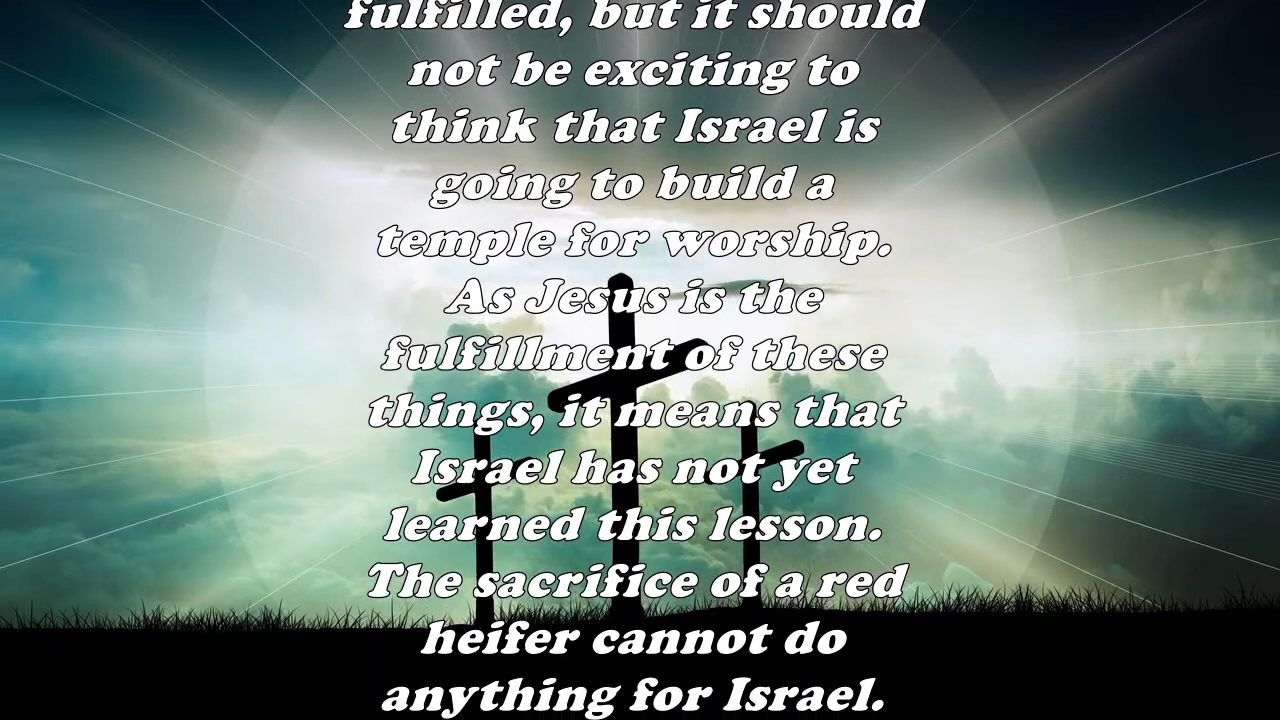 fulfilled, but it should
not be exciting to
think that Israel is
going to build a
temple for worship.
As Jesus is the
fulfillment of these
things, it means that
Israel has not yet
learned this lesson.
The sacrifice of a red
heifer cannot do
anything for Israel.